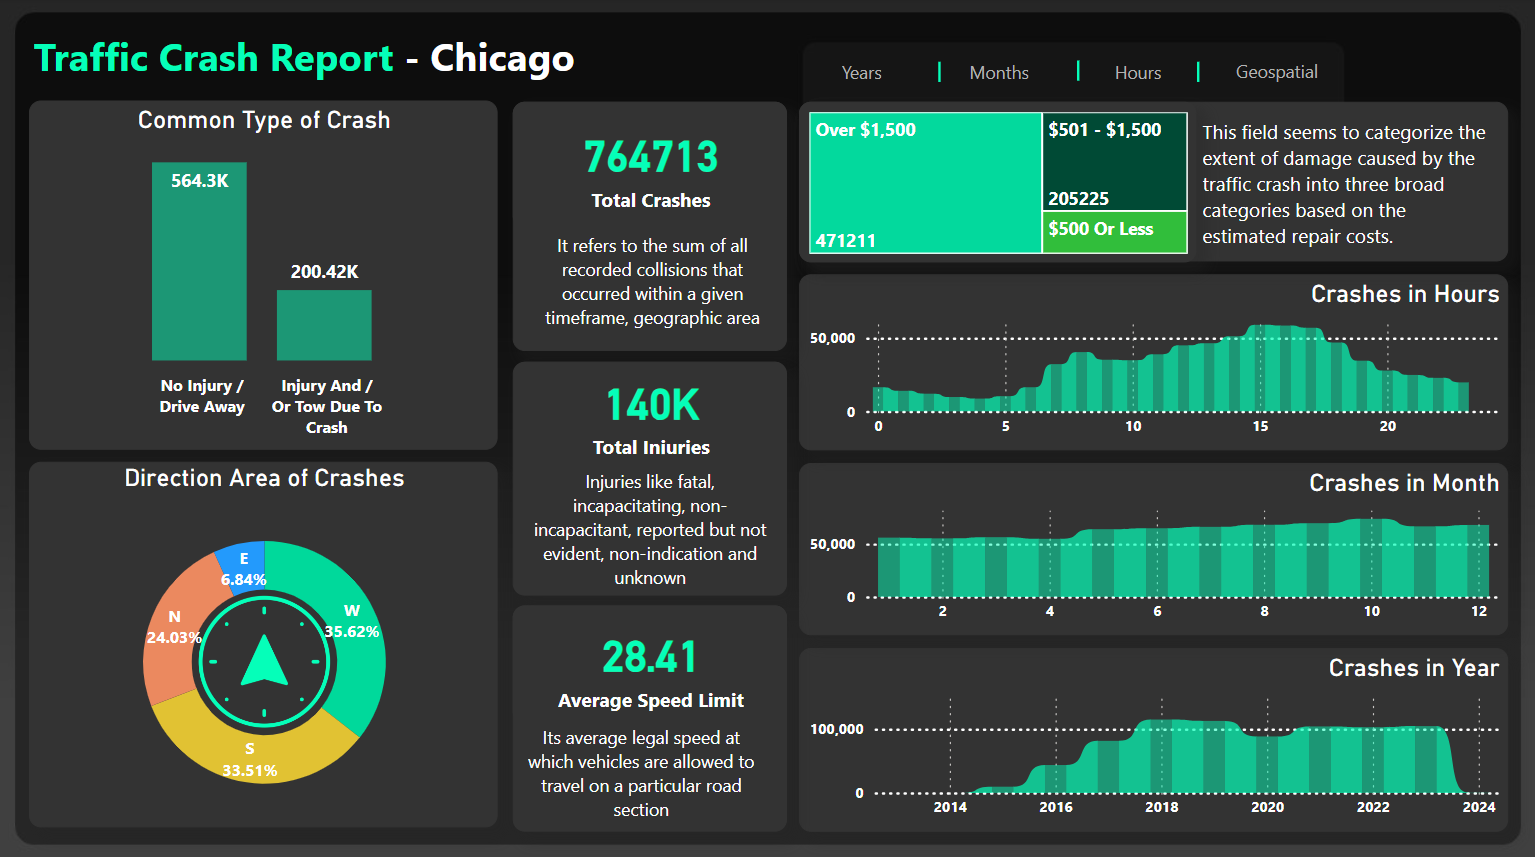 Traffic Crash Report - Chicago
Years
Months
Hours
Geospatial
Common Type of Crash
564.3K
200.42K
No Injury /
Drive Away
Injury And /
Or Tow Due To
Crash
Direction Area of Crashes
E
6.84%
N
24.03%
W
35.62%
S
33.51%
764713
Total Crashes
It refers to the sum of all
recorded collisions that
occurred within a given
timeframe, geographic area
140K
Total Iniuries
Injuries like fatal,
incapacitating, non-
incapacitant, reported but not
evident, non-indication and
unknown
28.41
Average Speed Limit
Its average legal speed at
which vehicles are allowed to
travel on a particular road
section
Over $1,500
471211
$501 - $1,500
205225
$500 Or Less
This field seems to categorize the
extent of damage caused by the
traffic crash into three broad
categories based on the
estimated repair costs.
Crashes in Hours
50,000
0
0 5 10 15 20
Crashes in Month
50,000
0
2 4 6 8 10 12
Crashes in Year
100,000
0
2014 2016 2018 2020 2022 2024